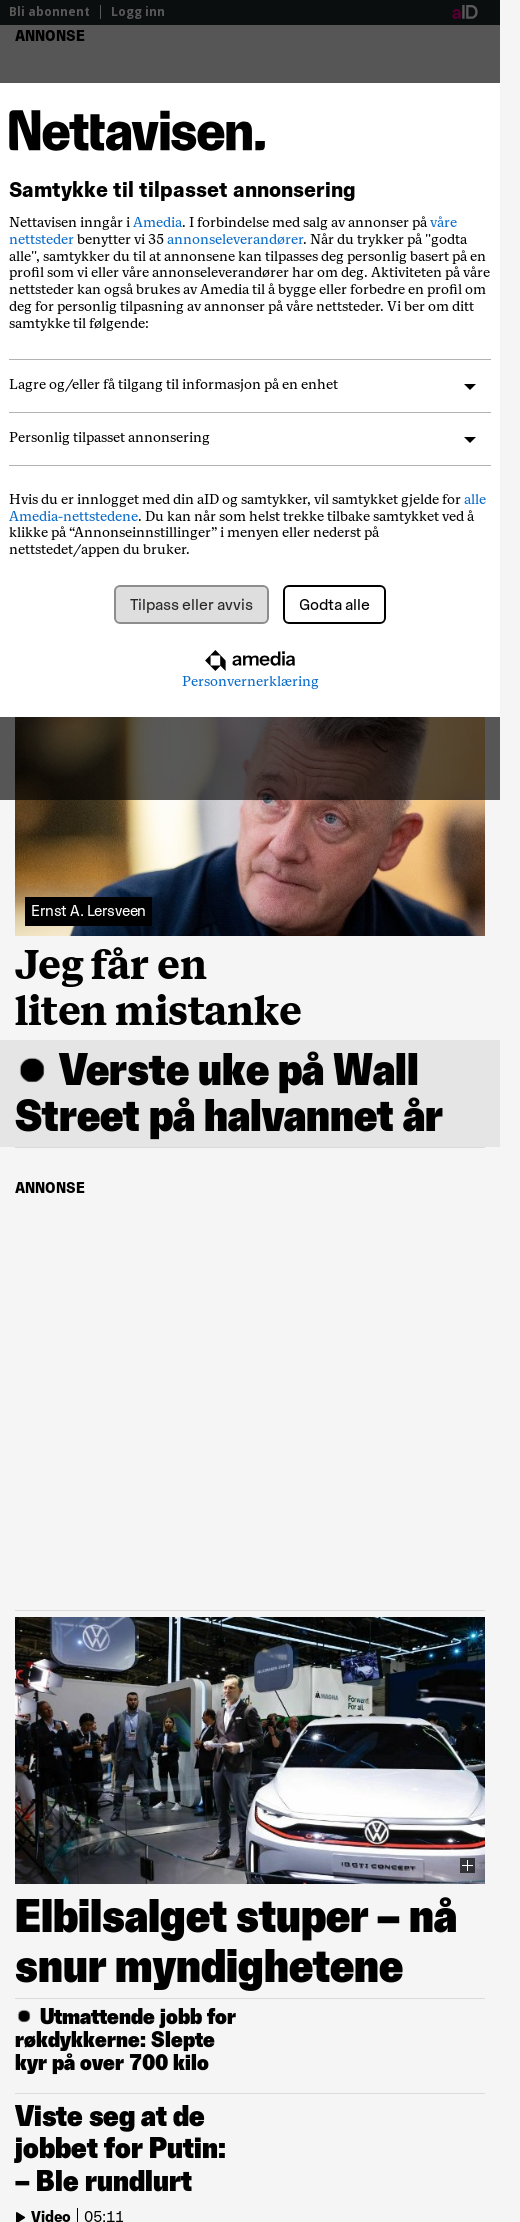 Bli abonnent | Logg inn
aID
ANNONSE
Nettavisen.
Samtykke til tilpasset annonsering
Nettavisen inngår i Amedia. I forbindelse med salg av annonser på våre
nettsteder benytter vi 35 annonseleverandører. Når du trykker på "godta
alle", samtykker du til at annonsene kan tilpasses deg personlig basert på en
profil som vi eller våre annonseleverandører har om deg. Aktiviteten på våre
nettsteder kan også brukes av Amedia til å bygge eller forbedre en profil om
deg for personlig tilpasning av annonser på våre nettsteder. Vi ber om ditt
samtykke til følgende:
Lagre og/eller få tilgang til informasjon på en enhet
Personlig tilpasset annonsering
Hvis du er innlogget med din aID og samtykker, vil samtykket gjelde for alle
Amedia-nettstedene. Du kan når som helst trekke tilbake samtykket ved å
klikke på “Annonseinnstillinger” i menyen eller nederst på
nettstedet/appen du bruker.
Tilpass eller avvis
Godta alle
amedia
Personvernerklæring
Ernst A. Lersveen
Jeg får en
liten mistanke
Verste uke på Wall
Street på halvannet år
ANNONSE
MAGNA
Forward.
For all.
ID.GTI CONCEPT
Elbilsalget stuper – nå
snur myndighetene
Utmattende jobb for
røkdykkerne: Slepte
kyr på over 700 kilo
Viste seg at de
jobbet for Putin:
– Ble rundlurt
Video | 05:11